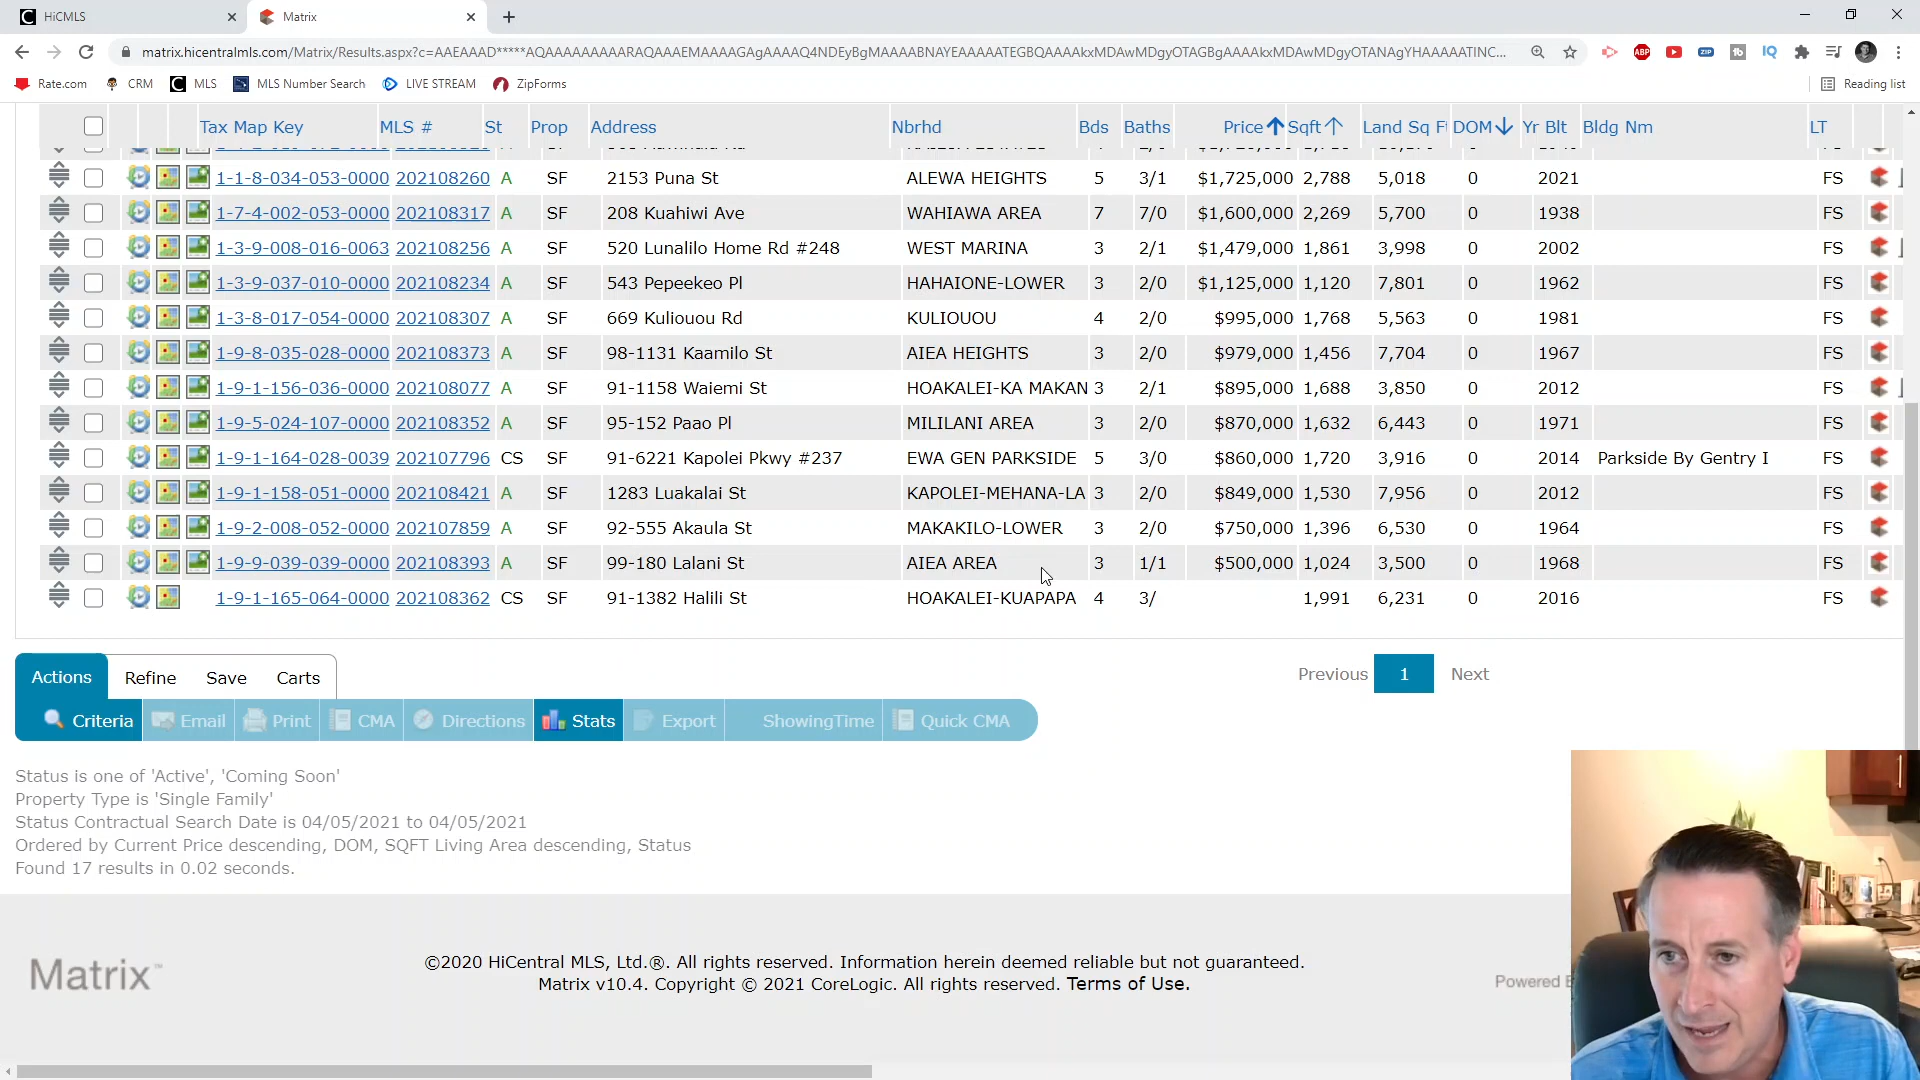 HiCMLS
Matrix
matrix.hicentralmls.com/Matrix/Results.aspx?c=AAEAAAD*****AQAAAAAAAAAARAQAAAEMAAAAGAgAAAAQ4NDEyBgMAAAABNAYEAAAAATEGBQAAAAkxMDAwMDgyOTAGBgAAAAkxMDAwMDgyOTANAgYHAAAAATINC...
Rate.com CRM MLS MLS Number Search LIVE STREAM ZipForms Reading list
Tax Map Key MLS # St Prop Address Nbrhd Bds Baths Price Sqft Land Sq Ft DOM Yr Blt Bldg Nm LT
1-1-8-034-053-0000 202108260 A SF 2153 Puna St ALEWA HEIGHTS 5 3/1 $1,725,000 2,788 5,018 0 2021 FS
1-7-4-002-053-0000 202108317 A SF 208 Kuahiwi Ave WAHIAWA AREA 7 7/0 $1,600,000 2,269 5,700 0 1938 FS
1-3-9-008-016-0063 202108256 A SF 520 Lunalilo Home Rd #248 WEST MARINA 3 2/1 $1,479,000 1,861 3,998 0 2002 FS
1-3-9-037-010-0000 202108234 A SF 543 Pepeekeo Pl HAHAIONE-LOWER 3 2/0 $1,125,000 1,120 7,801 0 1962 FS
1-3-8-017-054-0000 202108307 A SF 669 Kuliouou Rd KULIOUOU 4 2/0 $995,000 1,768 5,563 0 1981 FS
1-9-8-035-028-0000 202108373 A SF 98-1131 Kaamilo St AIEA HEIGHTS 3 2/0 $979,000 1,456 7,704 0 1967 FS
1-9-1-156-036-0000 202108077 A SF 91-1158 Waiemi St HOAKALEI-KA MAKAN 3 2/1 $895,000 1,688 3,850 0 2012 FS
1-9-5-024-107-0000 202108352 A SF 95-152 Paao Pl MILILANI AREA 3 2/0 $870,000 1,632 6,443 0 1971 FS
1-9-1-164-028-0039 202107796 CS SF 91-6221 Kapolei Pkwy #237 EWA GEN PARKSIDE 5 3/0 $860,000 1,720 3,916 0 2014 Parkside By Gentry I FS
1-9-1-158-051-0000 202108421 A SF 1283 Luakalai St KAPOLEI-MEHANA-LA 3 2/0 $849,000 1,530 7,956 0 2012 FS
1-9-2-008-052-0000 202107859 A SF 92-555 Akaula St MAKAKILO-LOWER 3 2/0 $750,000 1,396 6,530 0 1964 FS
1-9-9-039-039-0000 202108393 A SF 99-180 Lalani St AIEA AREA 3 1/1 $500,000 1,024 3,500 0 1968 FS
1-9-1-165-064-0000 202108362 CS SF 91-1382 Halili St HOAKALEI-KUAPAPA 4 3/ 1,991 6,231 0 2016 FS
Actions Refine Save Carts Previous 1 Next
Criteria Email Print CMA Directions Stats Export ShowingTime Quick CMA
Status is one of 'Active', 'Coming Soon'
Property Type is 'Single Family'
Status Contractual Search Date is 04/05/2021 to 04/05/2021
Ordered by Current Price descending, DOM, SQFT Living Area descending, Status
Found 17 results in 0.02 seconds.
Matrix™
©2020 HiCentral MLS, Ltd.®. All rights reserved. Information herein deemed reliable but not guaranteed.
Matrix v10.4. Copyright © 2021 CoreLogic. All rights reserved. Terms of Use.
Powered